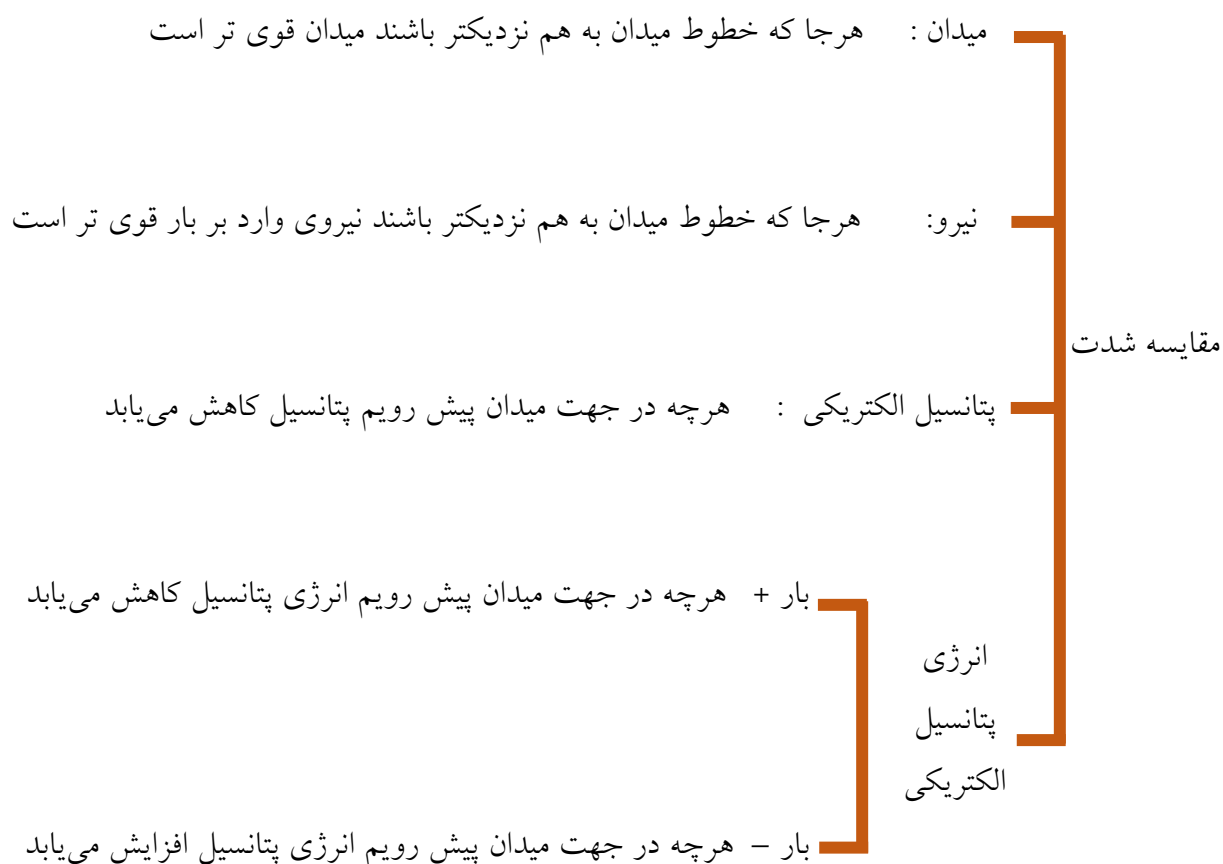 میدان : هرجا که خطوط میدان به هم نزدیکتر باشند میدان قوی تر است
نیرو: هرجا که خطوط میدان به هم نزدیکتر باشند نیروی وارد بر بار قوی تر است
مقایسه شدت
پتانسیل الکتریکی : هرچه در جهت میدان پیش رویم پتانسیل کاهش می‌یابد
بار + هرچه در جهت میدان پیش رویم انرژی پتانسیل کاهش می‌یابد
انرژی
پتانسیل
الکتریکی
بار – هرچه در جهت میدان پیش رویم انرژی پتانسیل افزایش می‌یابد